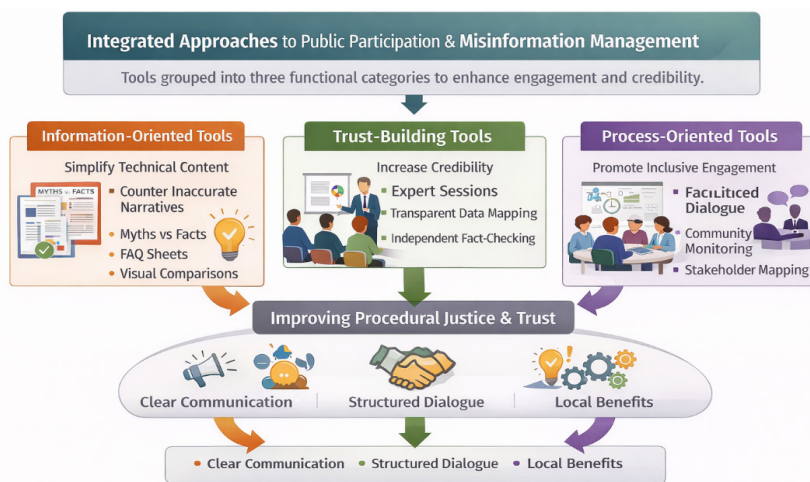 Integrated Approaches to Public Participation & Misinformation Management
Tools grouped into three functional categories to enhance engagement and credibility.
Information-Oriented Tools
Simplify Technical Content
MYTHS vs FACTS
Counter Inaccurate
Narratives
Myths vs Facts
FAQ Sheets
Visual Comparisons
Trust-Building Tools
Increase Credibility
Expert Sessions
Transparent Data Mapping
Independent Fact-Checking
Process-Oriented Tools
Promote Inclusive Engagement
Dialogue
Community
Monitoring
Stakeholder Mapping
Improving Procedural Justice & Trust
Clear Communication
Structured Dialogue
Local Benefits
• Clear Communication • Structured Dialogue • Local Benefits